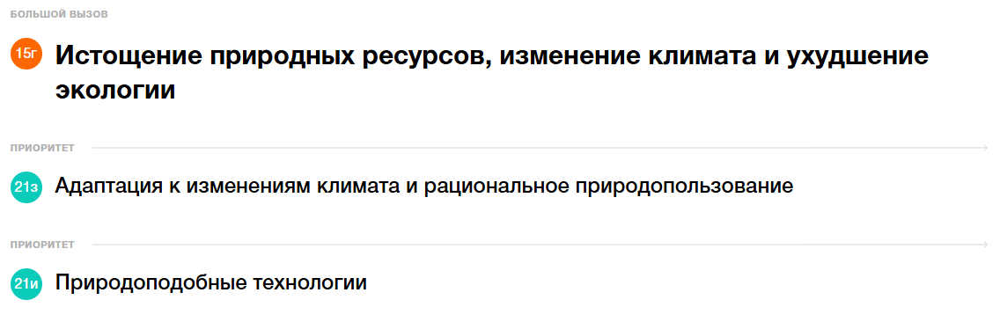 БОЛЬШОЙ ВЫЗОВ
15г Истощение природных ресурсов, изменение климата и ухудшение
экологии
ПРИОРИТЕТ
21з Адаптация к изменениям климата и рациональное природопользование
ПРИОРИТЕТ
21и Природоподобные технологии